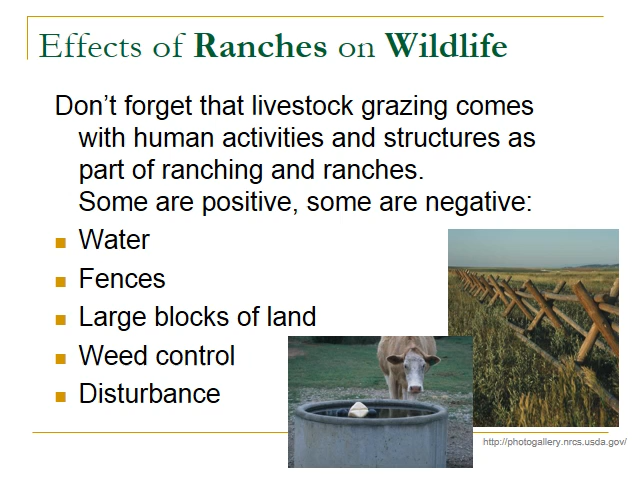 Effects of Ranches on Wildlife
Don't forget that livestock grazing comes
with human activities and structures as
part of ranching and ranches.
Some are positive, some are negative:
Water
Fences
Large blocks of land
Weed control
Disturbance
http://photogallery.nrcs.usda.gov/